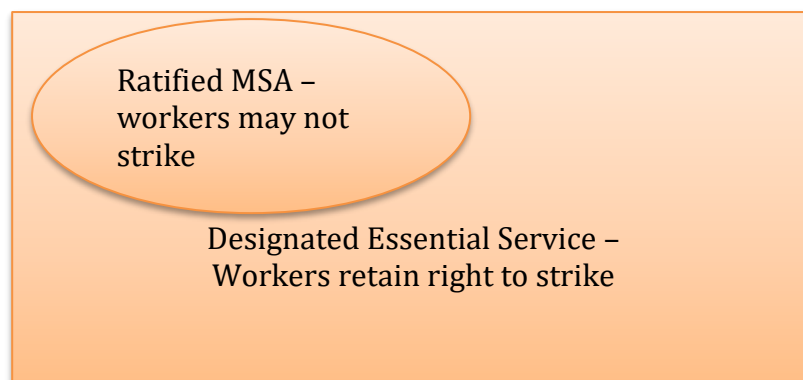 Ratified MSA –
workers may not
strike
Designated Essential Service –
Workers retain right to strike